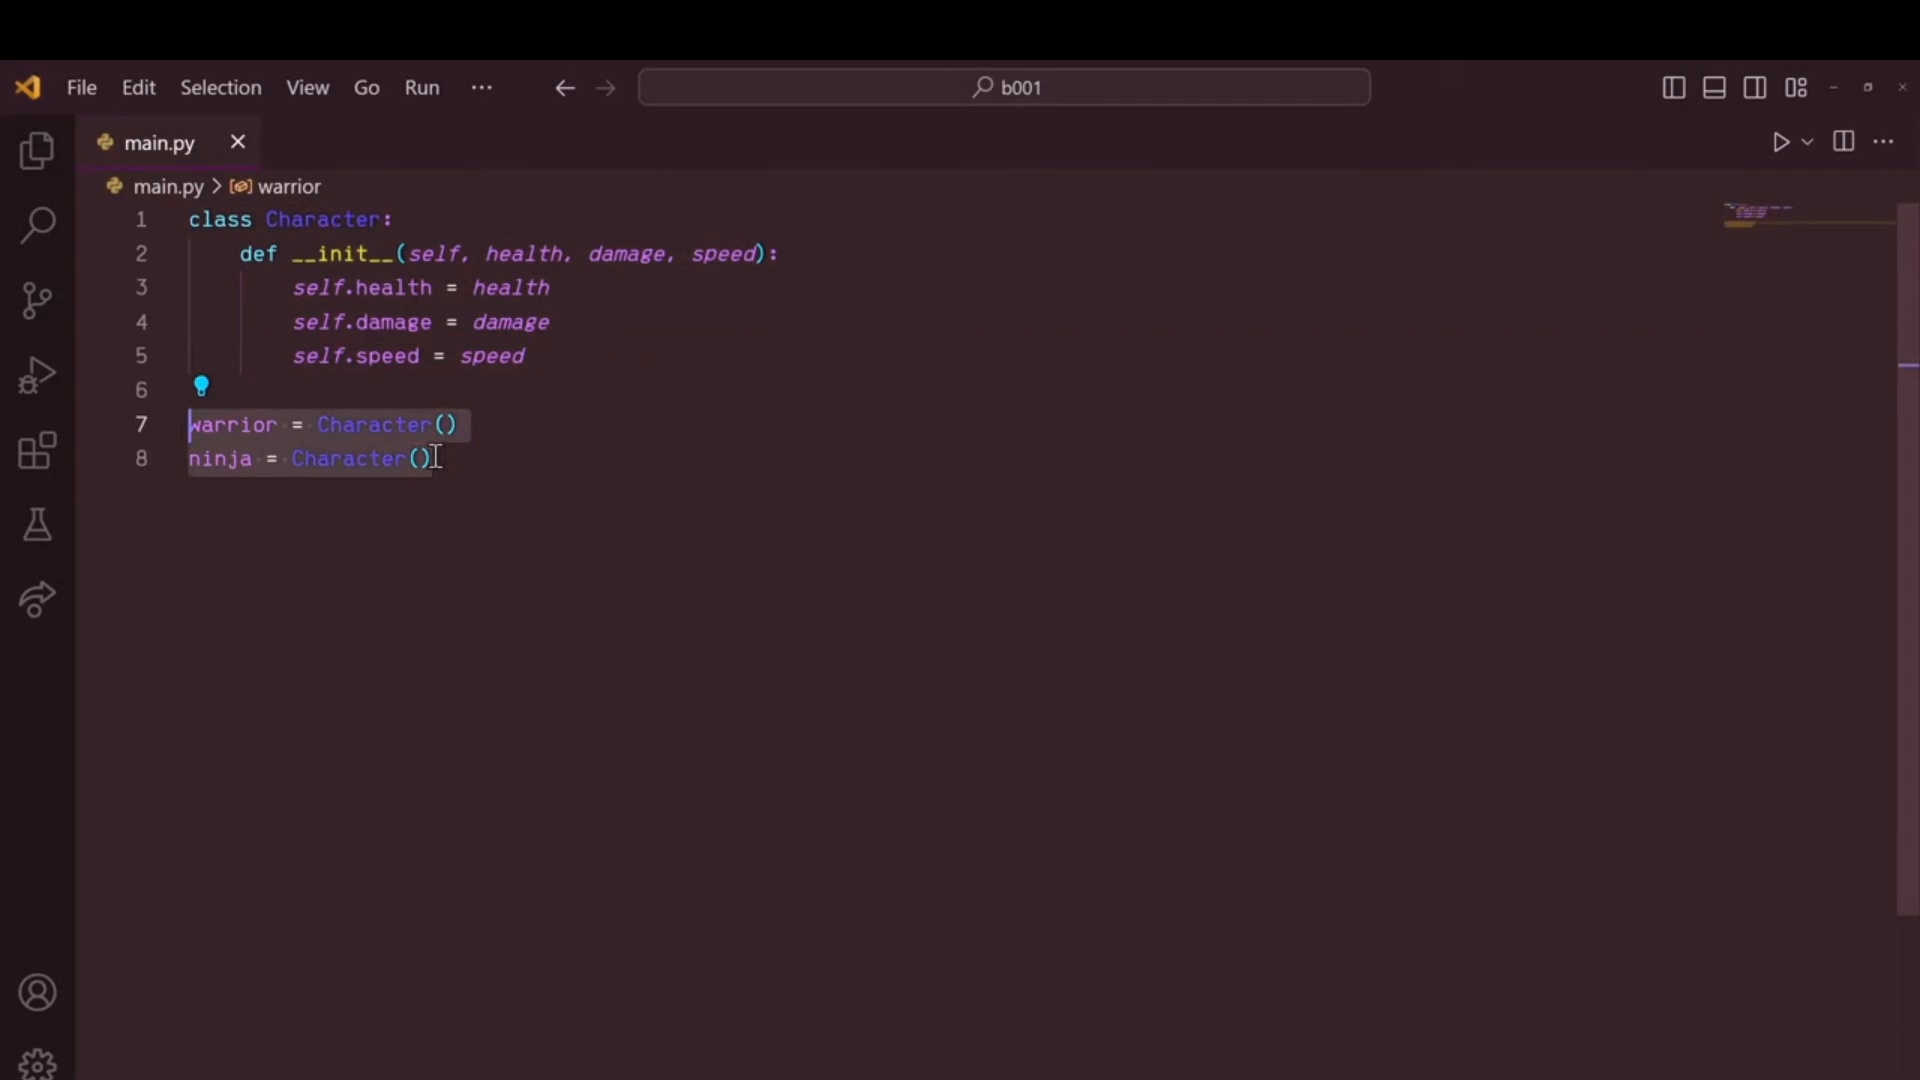 File Edit Selection View Go Run ··· b001
main.py
main.py > warrior
1 class Character:
2     def __init__(self, health, damage, speed):
3         self.health = health
4         self.damage = damage
5         self.speed = speed
6
7 warrior = Character()
8 ninja = Character()